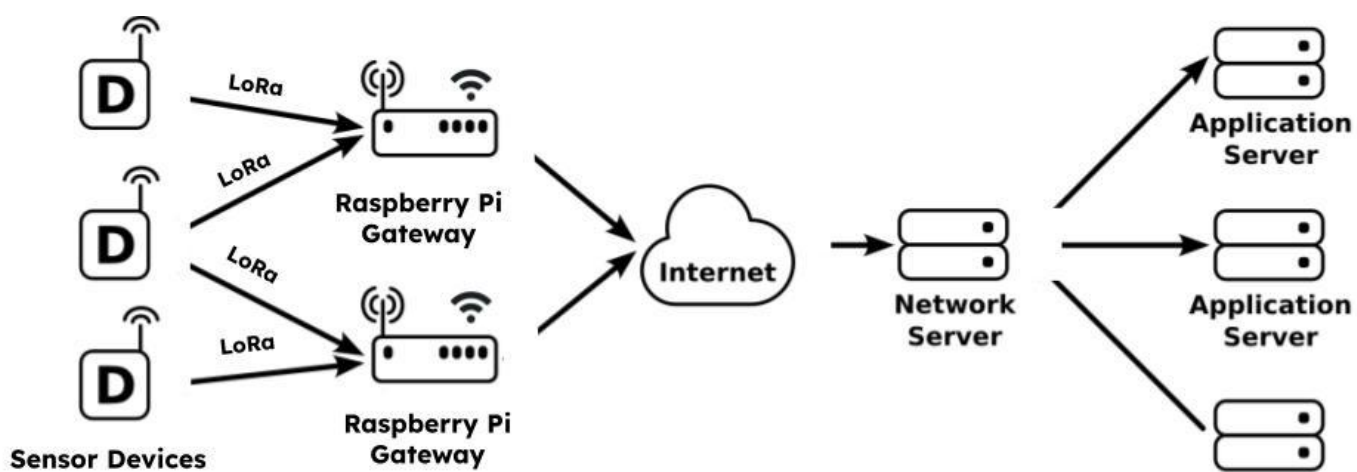 D
LoRa
Raspberry Pi
Gateway
D
LoRa
LoRa
Raspberry Pi
Gateway
D
LoRa
Sensor Devices
Internet
Network
Server
Application
Server
Application
Server